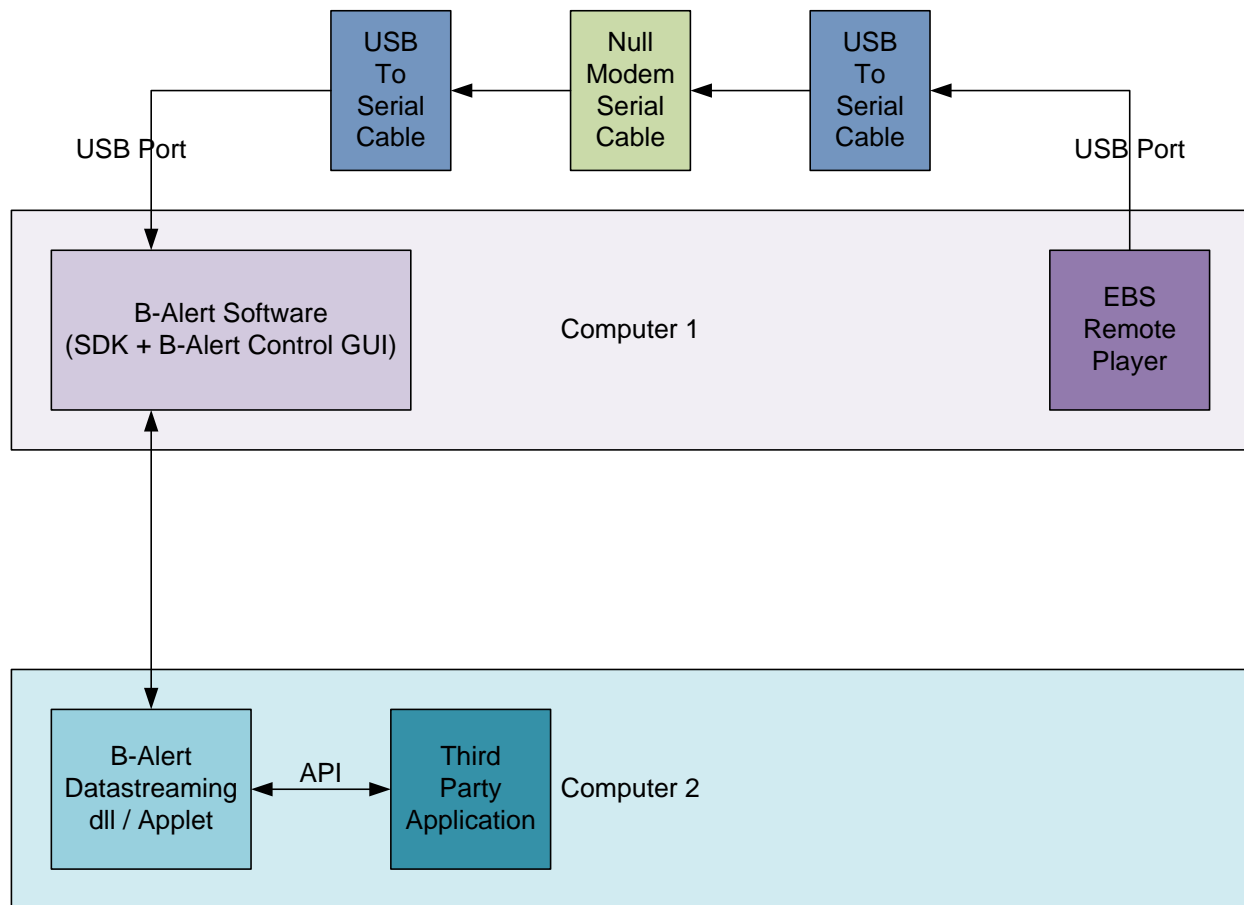 USB
To
Serial
Cable
Null
Modem
Serial
Cable
USB
To
Serial
Cable
USB Port
USB Port
B-Alert Software
(SDK + B-Alert Control GUI)
Computer 1
EBS
Remote
Player
B-Alert
Datastreaming
dll / Applet
API
Third
Party
Application
Computer 2